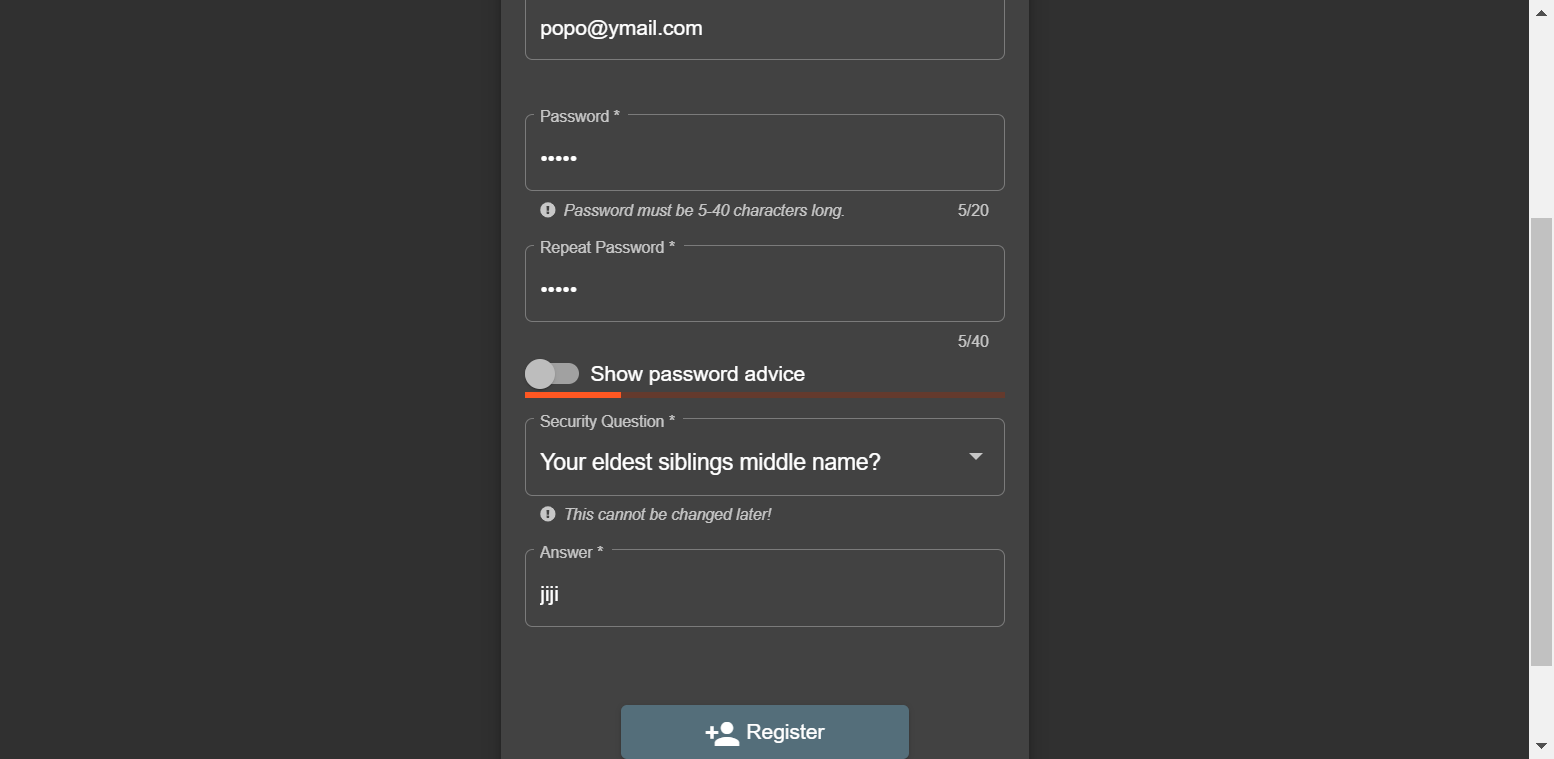 popo@ymail.com
Password *
•••••
Password must be 5-40 characters long. 5/20
Repeat Password *
•••••
5/40
Show password advice
Security Question *
Your eldest siblings middle name?
This cannot be changed later!
Answer *
jiji
Register